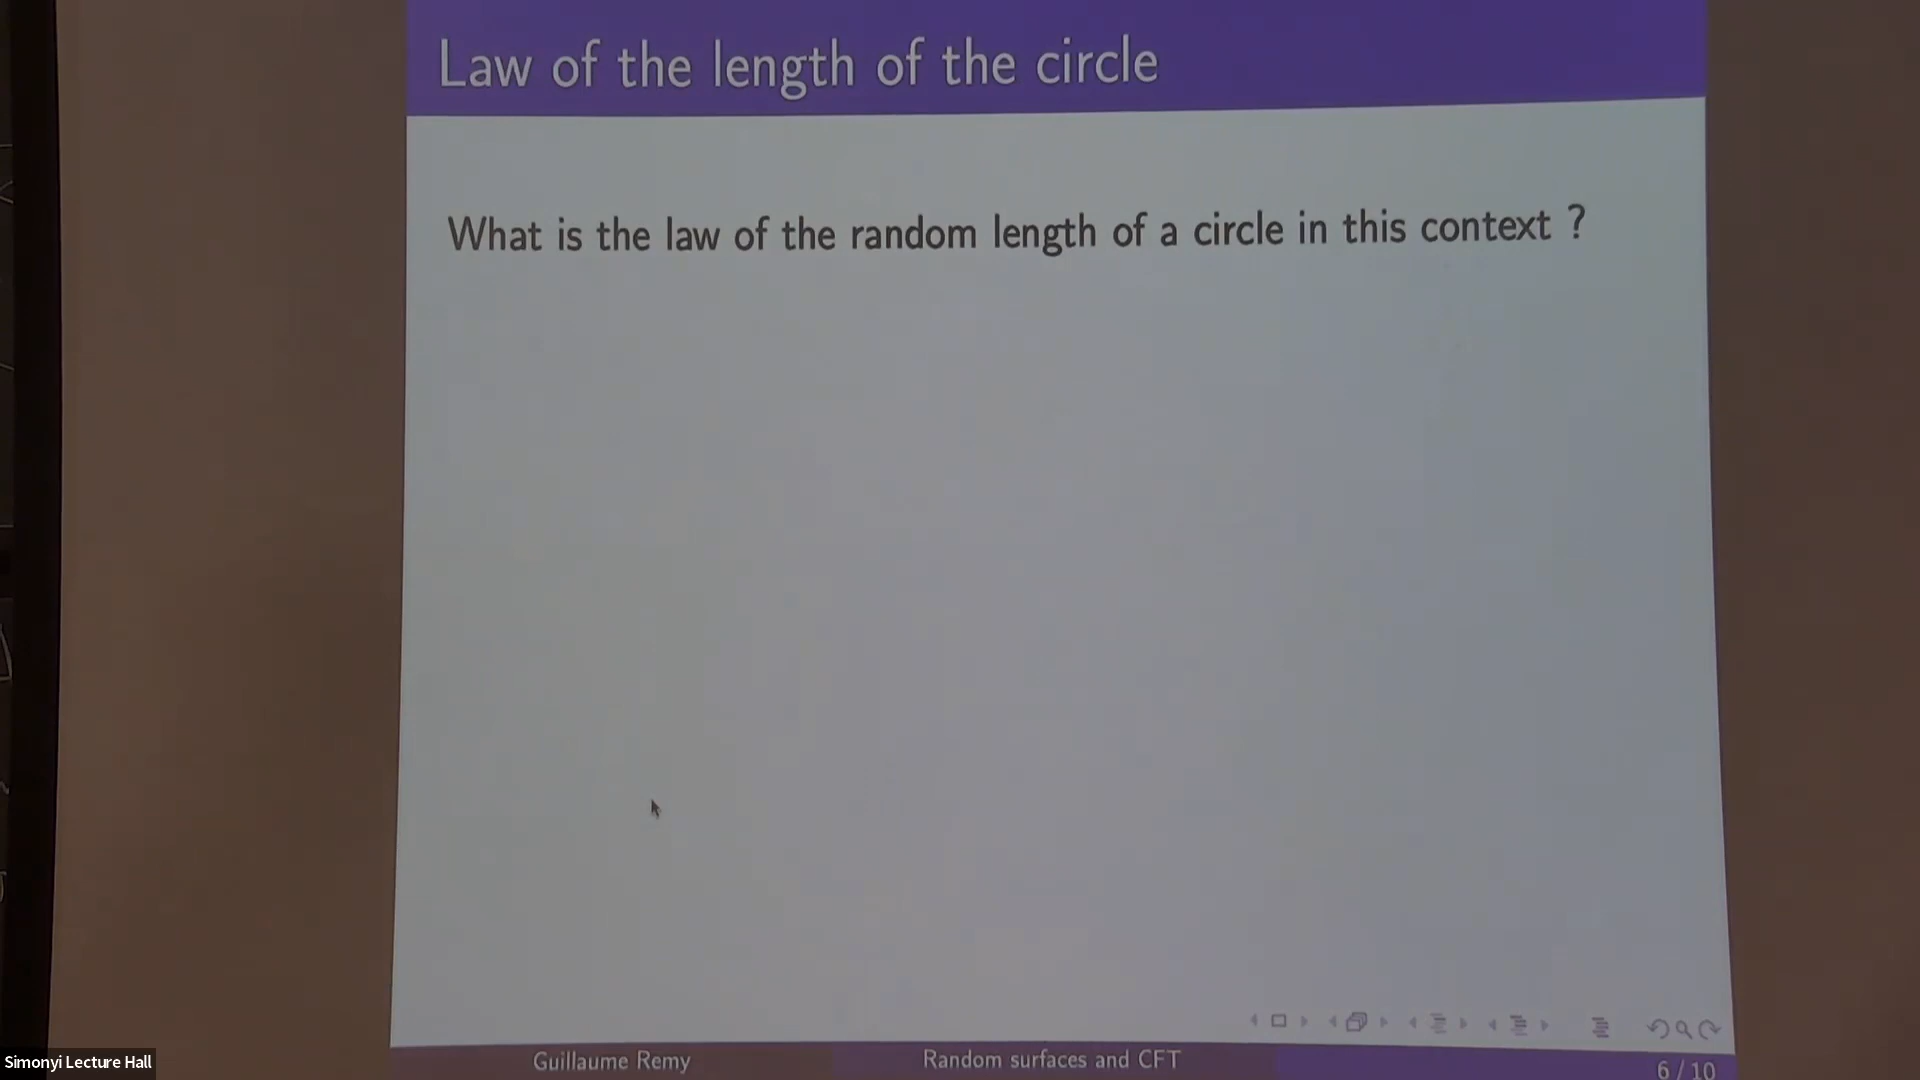 Law of the length of the circle
What is the law of the random length of a circle in this context ?
Guillaume Remy
Random surfaces and CFT
6 / 10
Simonyi Lecture Hall